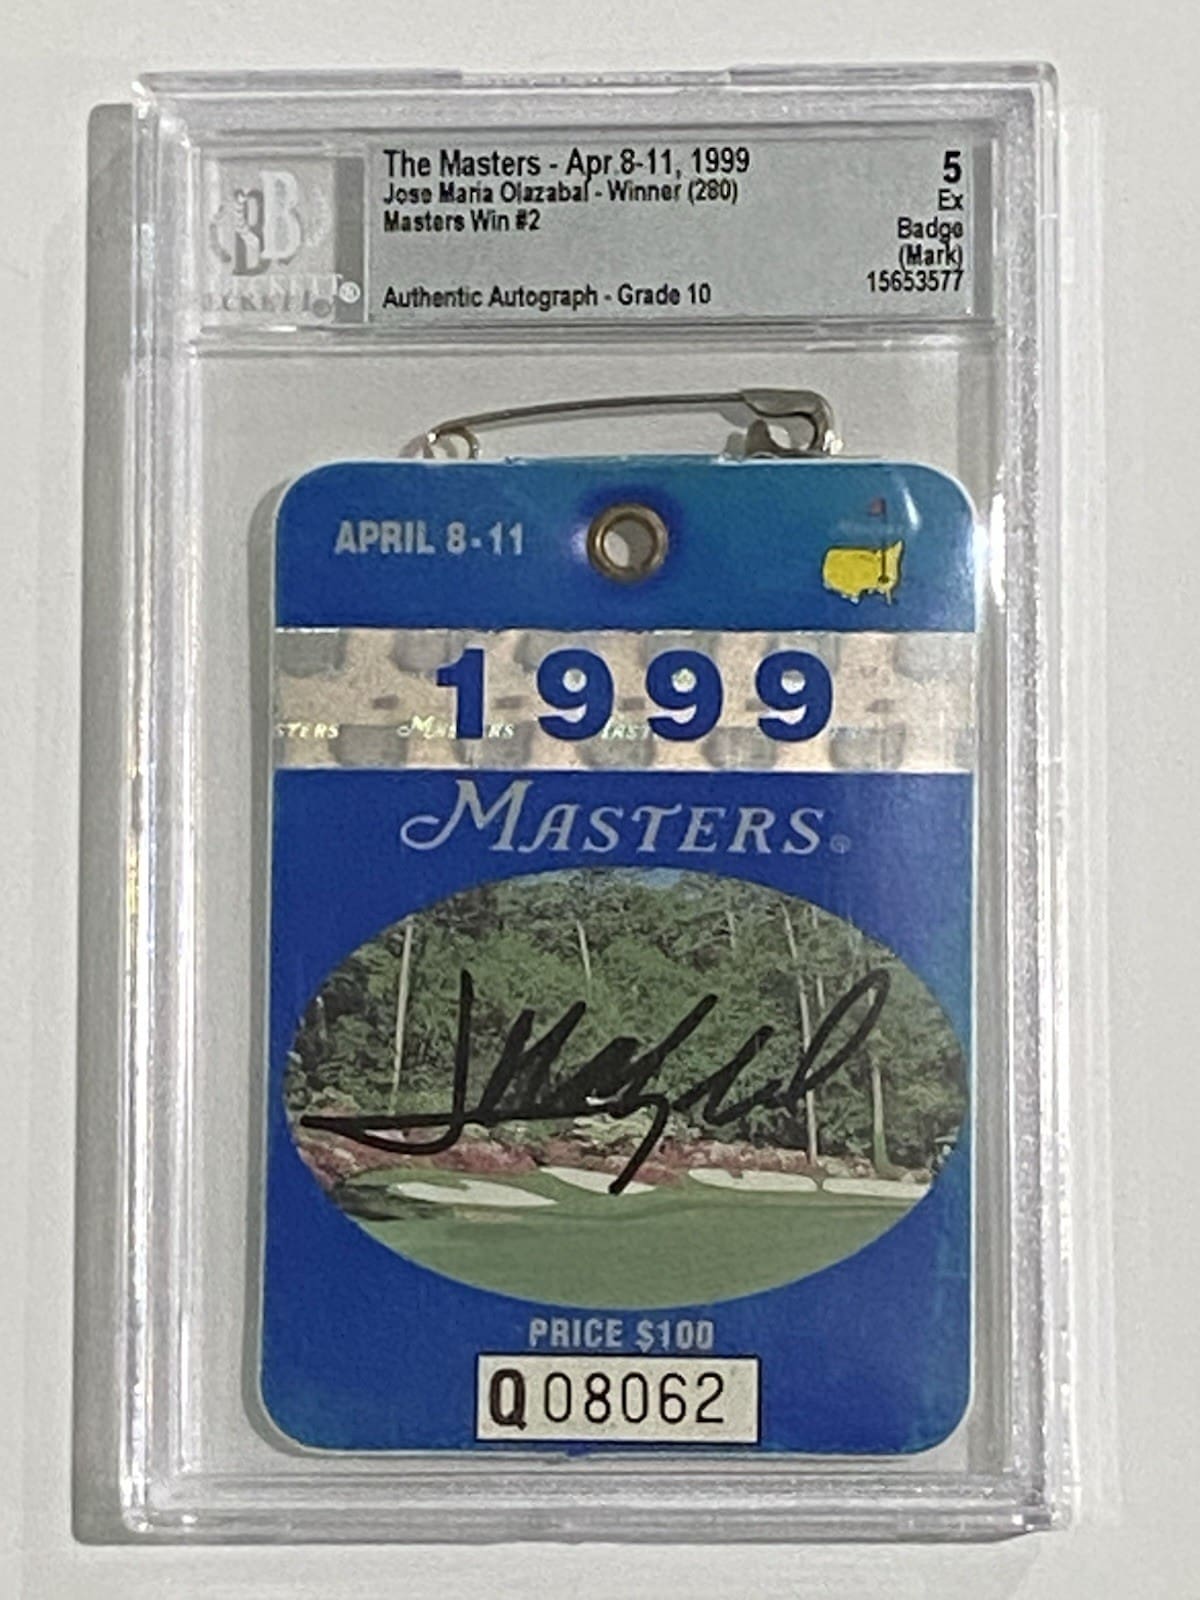 The Masters - Apr.8-11, 1999
Jose Maria Olazabal - Winner (280)
Masters Win #2
Authentic Autograph - Grade 10
5
Ex
Badge
(Mark)
15653577
APRIL 8-11
1999
MASTERS
MASTERS®
PRICE $100
Q 08062